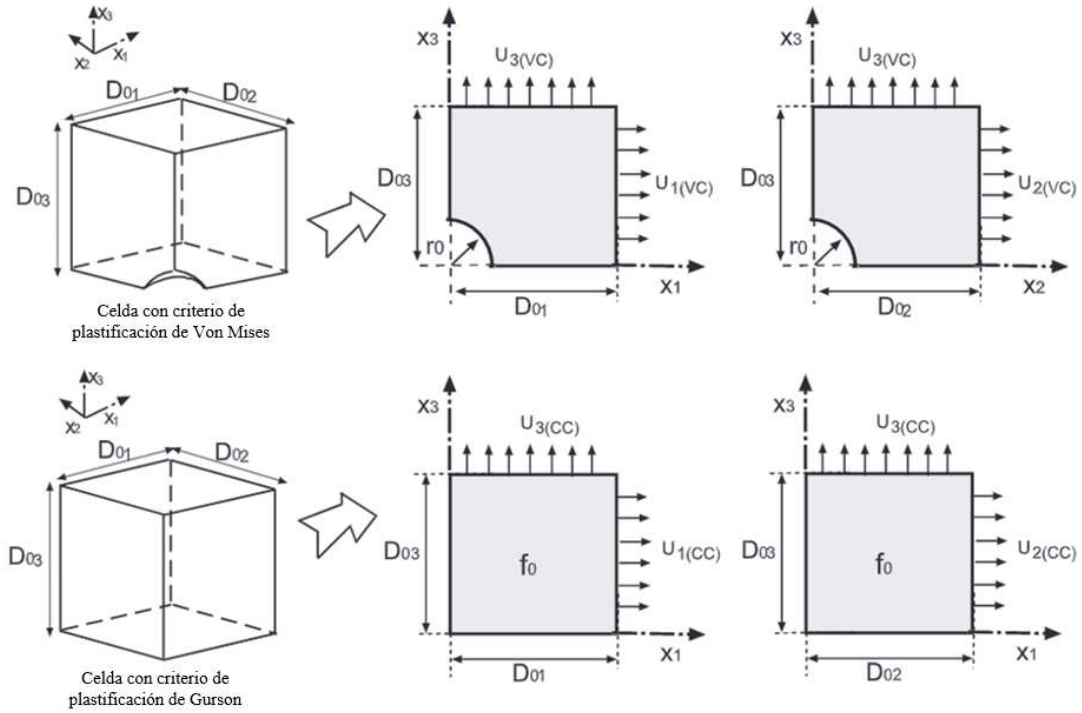 X3
X2
X1
D01
D02
D03
Celda con criterio de
plastificación de Von Mises
X3
U3(VC)
D03
U1(VC)
r0
X1
D01
X3
U3(VC)
D03
U2(VC)
r0
X2
D02
X3
X2
X1
D01
D02
D03
Celda con criterio de
plastificación de Gurson
X3
U3(CC)
D03
U1(CC)
f0
X1
D01
X3
U3(CC)
D03
U2(CC)
f0
X1
D02